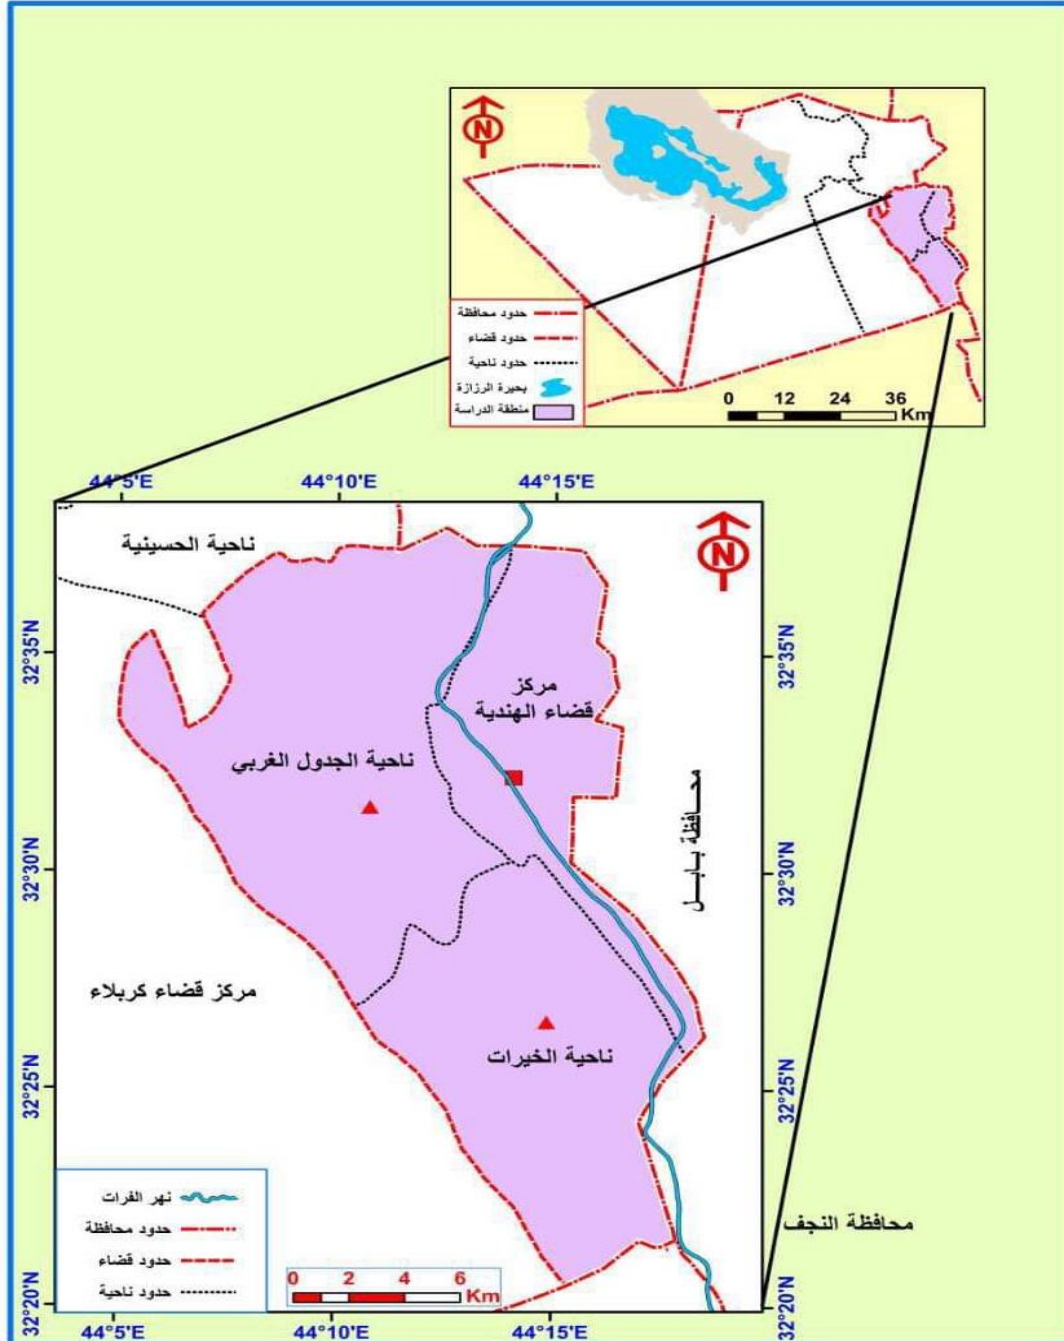 N
حدود محافظة
حدود قضاء
حدود ناحية
بحيرة الرزازة
منطقة الدراسة
0 12 24 36
Km
44°5'E 44°10'E 44°15'E
ناحية الحسينية
N
32°35'N 32°35'N
مركز
قضاء الهندية
ناحية الجدول الغربي
محافظة بابل
32°30'N 32°30'N
مركز قضاء كربلاء
ناحية الخيرات
32°25'N 32°25'N
محافظة النجف
نهر الفرات
حدود محافظة
حدود قضاء
حدود ناحية
0 2 4 6
Km
32°20'N 32°20'N
44°5'E 44°10'E 44°15'E